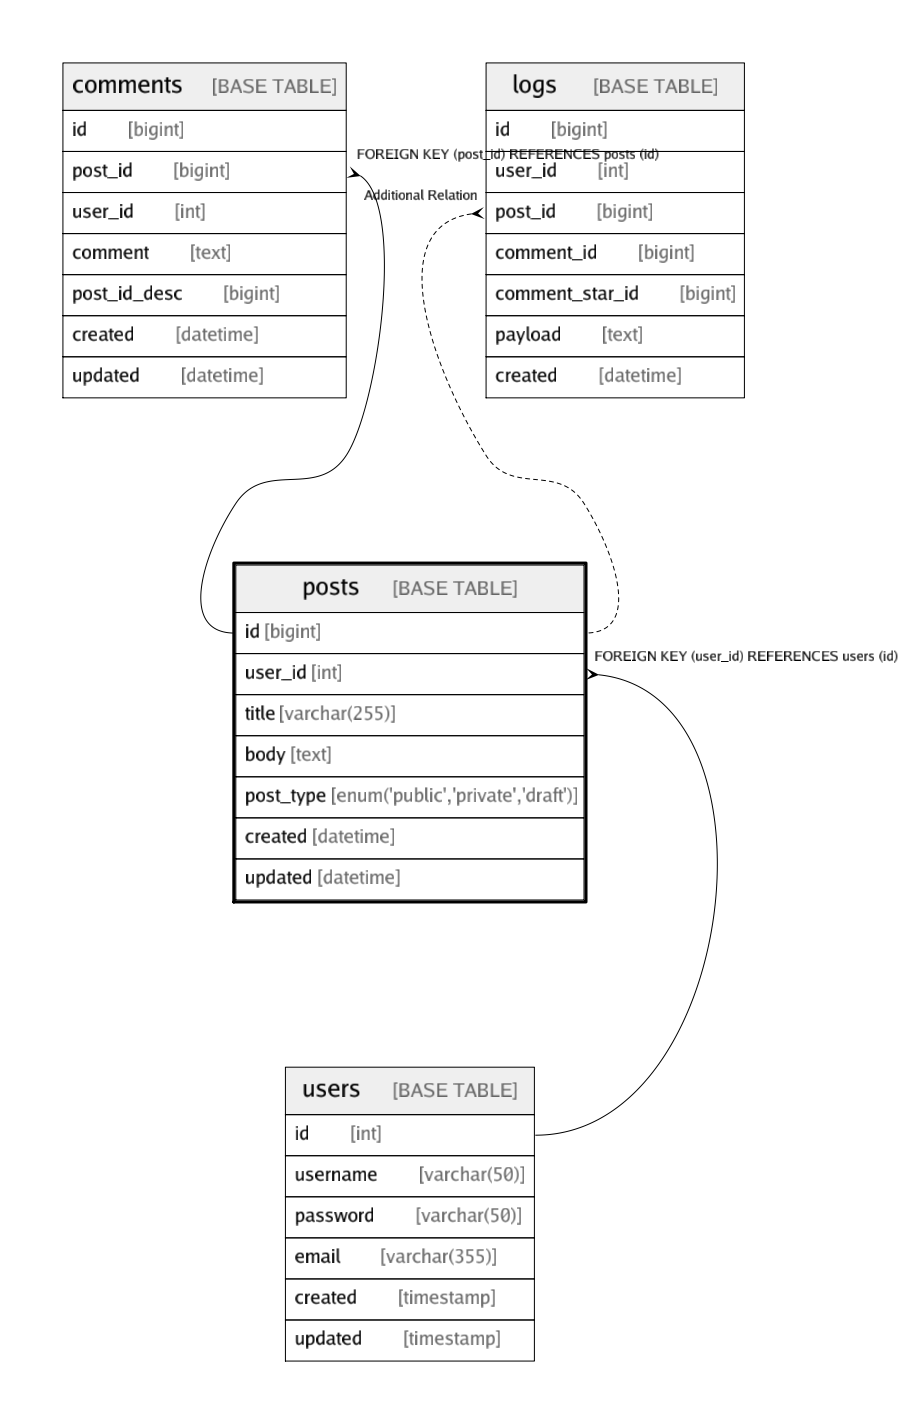 comments [BASE TABLE]
id [bigint]
post_id [bigint]
user_id [int]
comment [text]
post_id_desc [bigint]
created [datetime]
updated [datetime]
logs [BASE TABLE]
id [bigint]
user_id [int]
post_id [bigint]
comment_id [bigint]
comment_star_id [bigint]
payload [text]
created [datetime]
FOREIGN KEY (post_id) REFERENCES posts (id)
Additional Relation
posts [BASE TABLE]
id [bigint]
user_id [int]
title [varchar(255)]
body [text]
post_type [enum('public','private','draft')]
created [datetime]
updated [datetime]
FOREIGN KEY (user_id) REFERENCES users (id)
users [BASE TABLE]
id [int]
username [varchar(50)]
password [varchar(50)]
email [varchar(355)]
created [timestamp]
updated [timestamp]